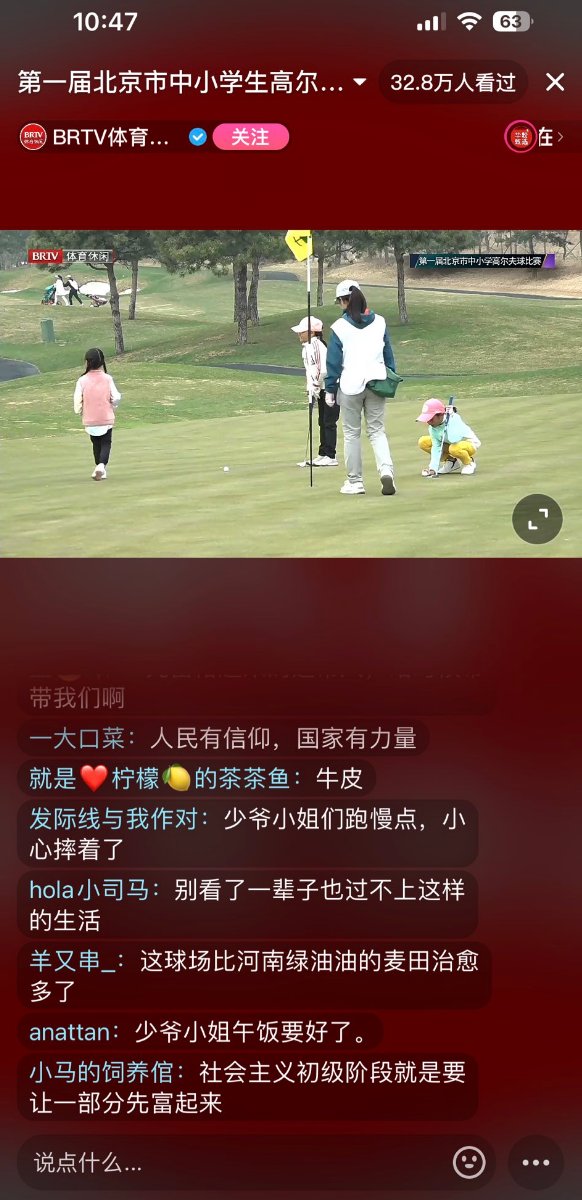 10:47
63
第一届北京市中小学生高尔...
32.8万人看过
BRTV体育...
关注
在
BRTV 体育休闲
第一届北京市中小学高尔夫球比赛
带我们啊
一大口菜：人民有信仰，国家有力量
就是❤️柠檬🍋的茶茶鱼：牛皮
发际线与我作对：少爷小姐们跑慢点，小
心摔着了
hola小司马：别看了一辈子也过不上这样
的生活
羊又串_：这球场比河南绿油油的麦田治愈
多了
anattan：少爷小姐午饭要好了。
小马的饲养倌：社会主义初级阶段就是要
让一部分先富起来
说点什么...